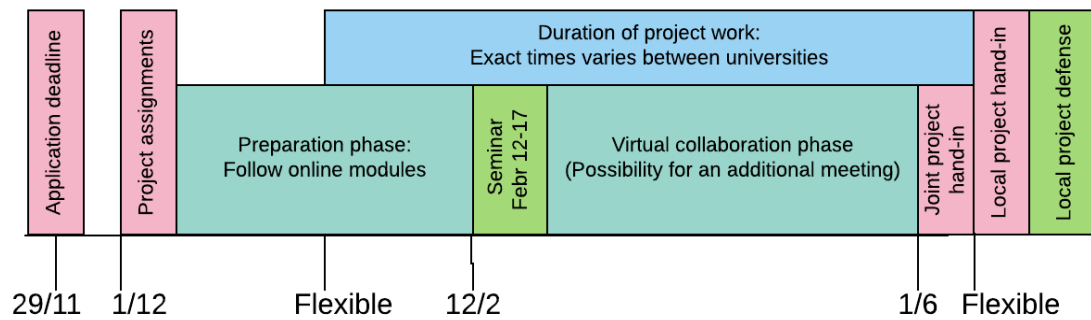 Application deadline
Project assignments
Duration of project work:
Exact times varies between universities
Preparation phase:
Follow online modules
Seminar
Febr 12-17
Virtual collaboration phase
(Possibility for an additional meeting)
Joint project
hand-in
Local project hand-in
Local project defense
29/11
1/12
Flexible
12/2
1/6
Flexible